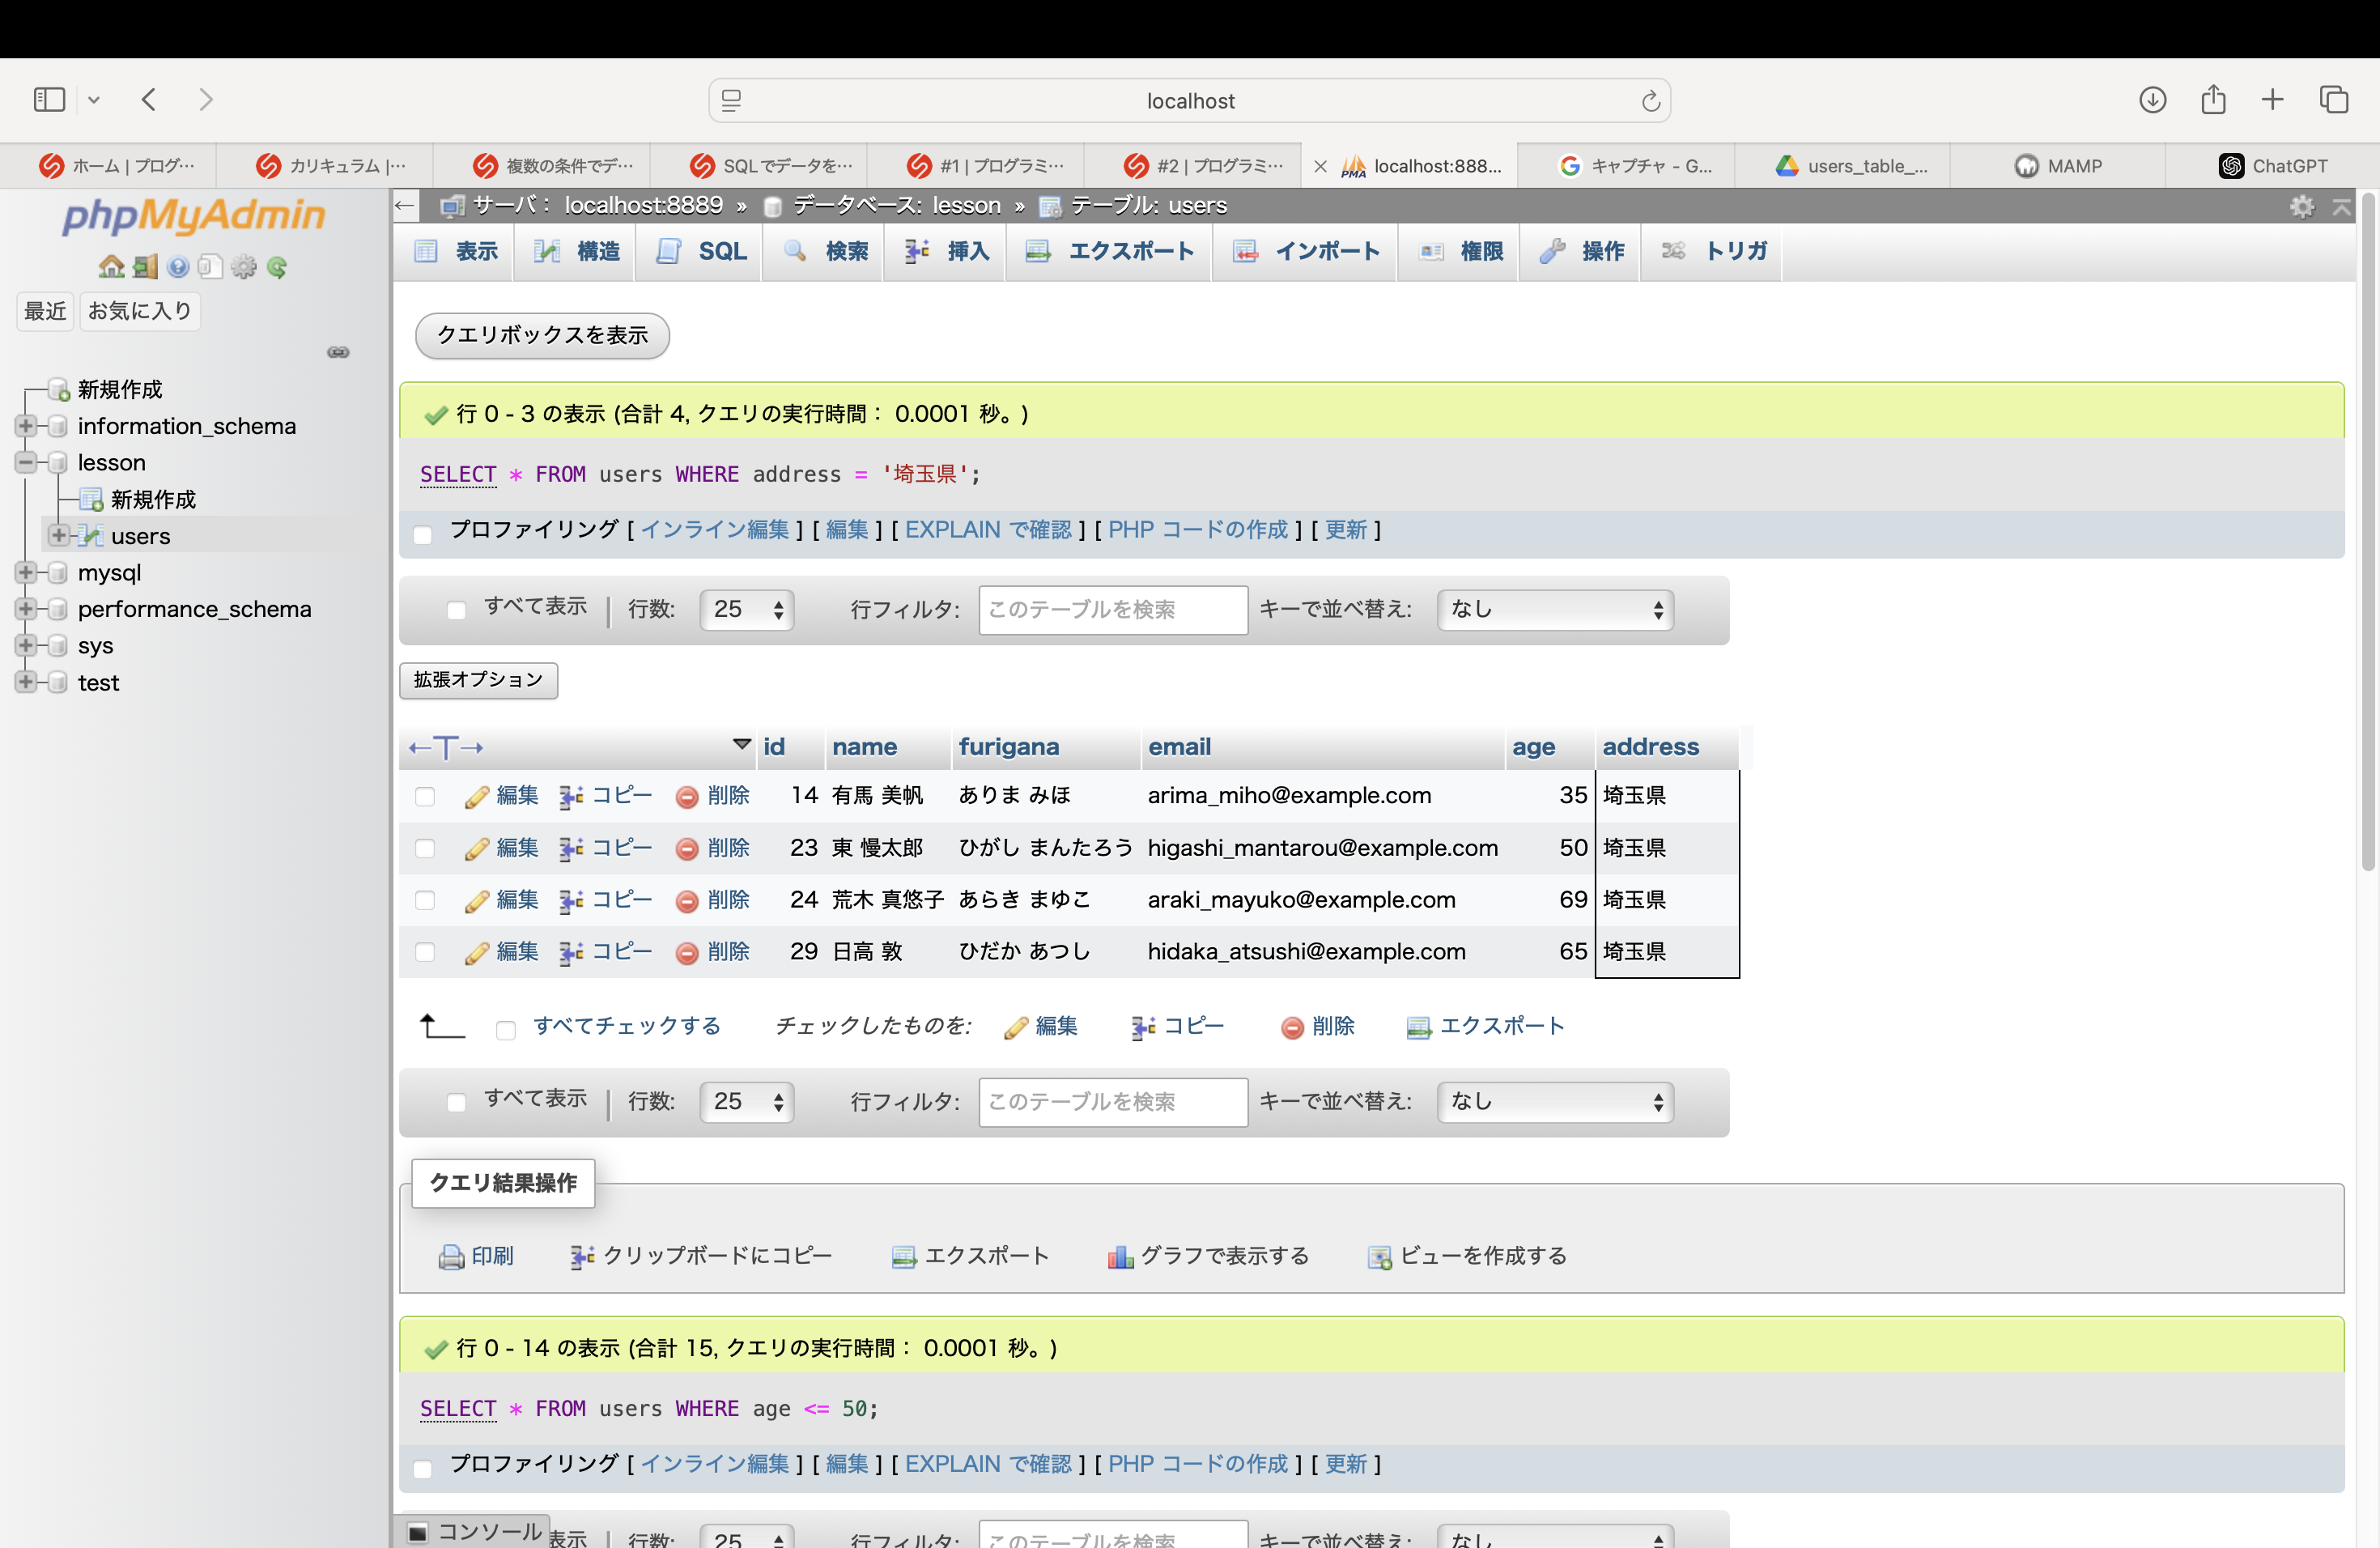 localhost
ホーム | プログ…
カリキュラム |…
複数の条件でデ…
SQLでデータを…
#1 | プログラミ…
#2 | プログラミ…
localhost:888...
キャプチャ - G...
users_table_...
MAMP
ChatGPT
phpMyAdmin
最近 お気に入り
新規作成
information_schema
lesson
新規作成
users
mysql
performance_schema
sys
test
サーバ: localhost:8889 » データベース: lesson » テーブル: users
表示 構造 SQL 検索 挿入 エクスポート インポート 権限 操作 トリガ
クエリボックスを表示
行 0 - 3 の表示 (合計 4, クエリの実行時間: 0.0001 秒。)
SELECT * FROM users WHERE address = '埼玉県';
プロファイリング [ インライン編集 ] [ 編集 ] [ EXPLAIN で確認 ] [ PHP コードの作成 ] [ 更新 ]
すべて表示 | 行数: 25 行フィルタ: このテーブルを検索 キーで並べ替え: なし
拡張オプション
←T→ id name furigana email age address
編集 コピー 削除 14 有馬 美帆 ありま みほ arima_miho@example.com 35 埼玉県
編集 コピー 削除 23 東 慢太郎 ひがし まんたろう higashi_mantarou@example.com 50 埼玉県
編集 コピー 削除 24 荒木 真悠子 あらき まゆこ araki_mayuko@example.com 69 埼玉県
編集 コピー 削除 29 日高 敦 ひだか あつし hidaka_atsushi@example.com 65 埼玉県
すべてチェックする チェックしたものを: 編集 コピー 削除 エクスポート
すべて表示 | 行数: 25 行フィルタ: このテーブルを検索 キーで並べ替え: なし
クエリ結果操作
印刷 クリップボードにコピー エクスポート グラフで表示する ビューを作成する
行 0 - 14 の表示 (合計 15, クエリの実行時間: 0.0001 秒。)
SELECT * FROM users WHERE age <= 50;
プロファイリング [ インライン編集 ] [ 編集 ] [ EXPLAIN で確認 ] [ PHP コードの作成 ] [ 更新 ]
コンソール
表示 | 行数: 25 行フィルタ: このテーブルを検索 キーで並べ替え: なし